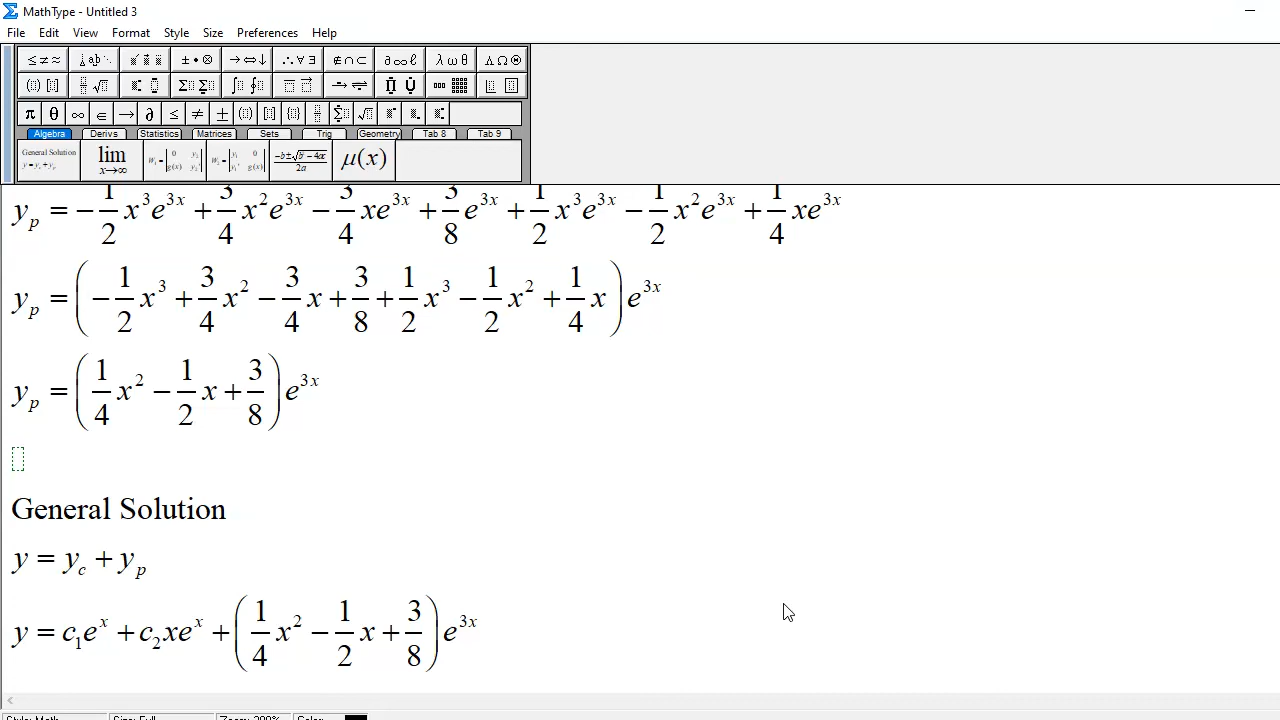 MathType - Untitled 3
File Edit View Format Style Size Preferences Help
≤ ≠ ≈ ∴ ∀ ∃ ∉ ∩ ⊂ ∂ ∞ ℓ λ ω θ Λ Ω Θ
π θ ∞ ∈ → ∂ ≤ ≠ ±
Algebra Derivs Statistics Matrices Sets Trig Geometry Tab 8 Tab 9
General Solution y = y_c + y_p lim x→∞ μ(x)
y_p = -1/2 x^3 e^{3x} + 3/4 x^2 e^{3x} - 3/4 x e^{3x} + 3/8 e^{3x} + 1/2 x^3 e^{3x} - 1/2 x^2 e^{3x} + 1/4 x e^{3x}
y_p = ( -1/2 x^3 + 3/4 x^2 - 3/4 x + 3/8 + 1/2 x^3 - 1/2 x^2 + 1/4 x ) e^{3x}
y_p = ( 1/4 x^2 - 1/2 x + 3/8 ) e^{3x}
General Solution
y = y_c + y_p
y = c_1 e^x + c_2 x e^x + ( 1/4 x^2 - 1/2 x + 3/8 ) e^{3x}